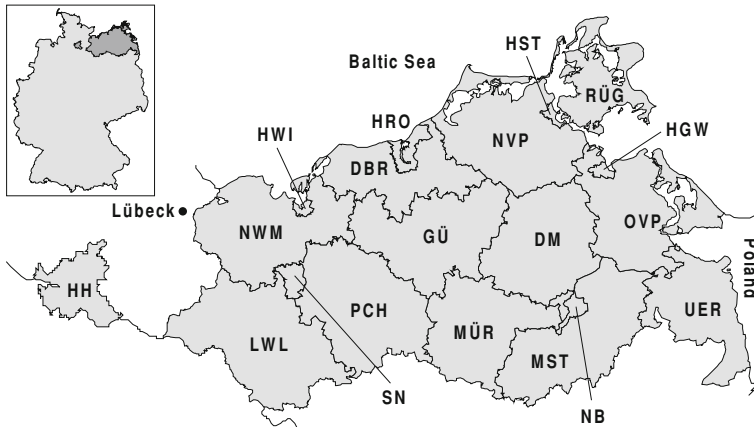 Baltic Sea
HST
RÜG
HRO
HWI
NVP
HGW
DBR
Lübeck
NWM
GÜ
DM
OVP
Poland
HH
PCH
MÜR
UER
LWL
MST
SN
NB